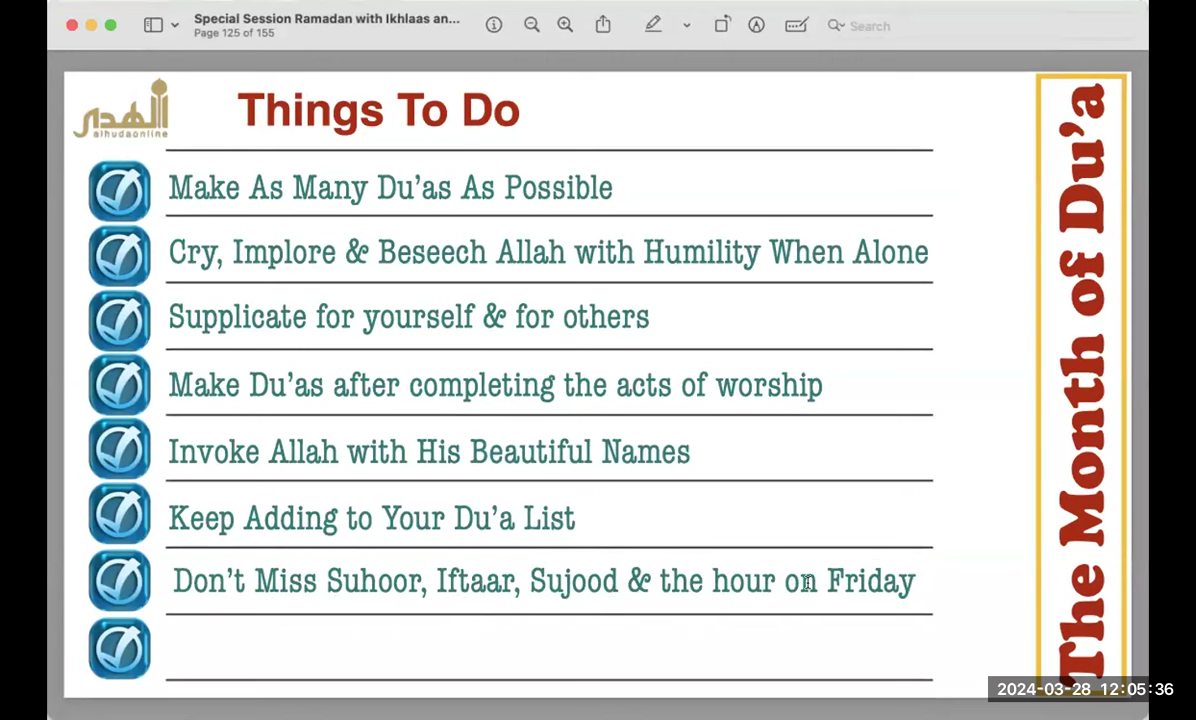 Special Session Ramadan with Ikhlaas an...
Page 125 of 155
Search
الهدى
alhudaonline
Things To Do
Make As Many Du'as As Possible
Cry, Implore & Beseech Allah with Humility When Alone
Supplicate for yourself & for others
Make Du'as after completing the acts of worship
Invoke Allah with His Beautiful Names
Keep Adding to Your Du'a List
Don't Miss Suhoor, Iftaar, Sujood & the hour on Friday
The Month of Du'a
2024-03-28 12:05:36